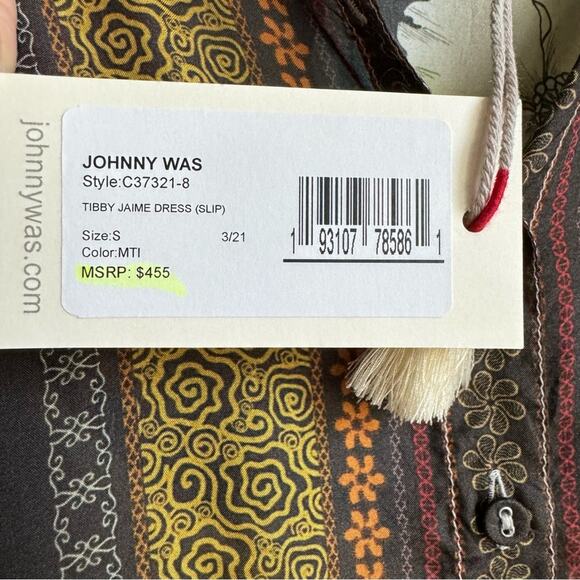 johnnywas.com
JOHNNY WAS
Style:C37321-8
TIBBY JAIME DRESS (SLIP)
Size:S 3/21
Color:MTI
MSRP: $455
1 93107 78586 1